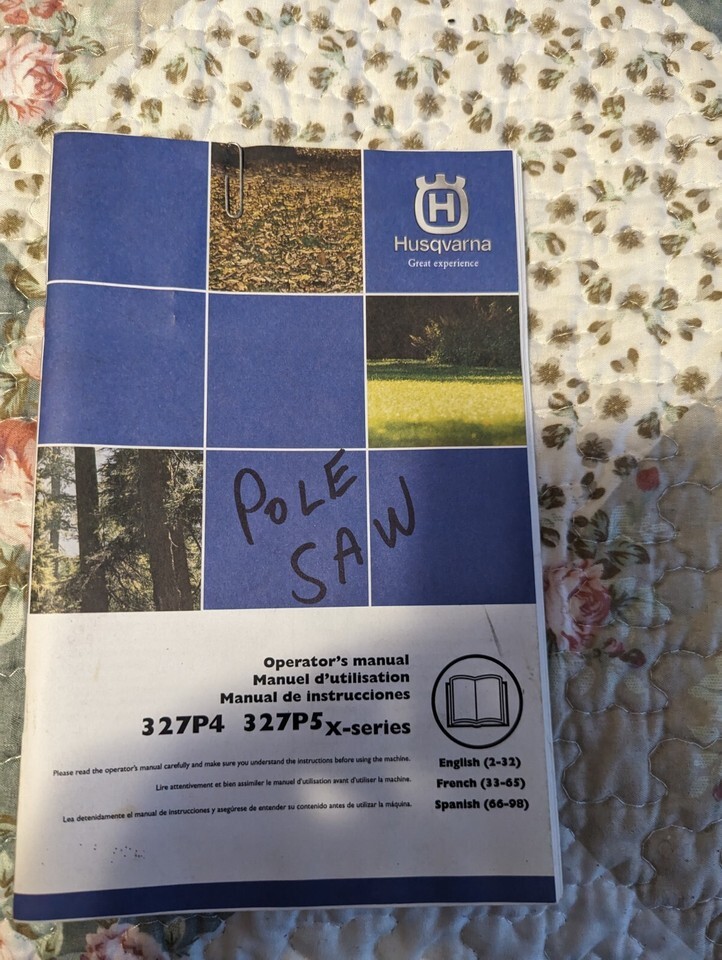 H
Husqvarna
Great experience
POLE
SAW
Operator's manual
Manuel d'utilisation
Manual de instrucciones
327P4 327P5 X-series
Please read the operator's manual carefully and make sure you understand the instructions before using the machine.
Lire attentivement et bien assimiler le manuel d'utilisation avant d'utiliser la machine.
Lea detenidamente el manual de instrucciones y asegúrese de entender su contenido antes de utilizar la máquina.
English (2-32)
French (33-65)
Spanish (66-98)